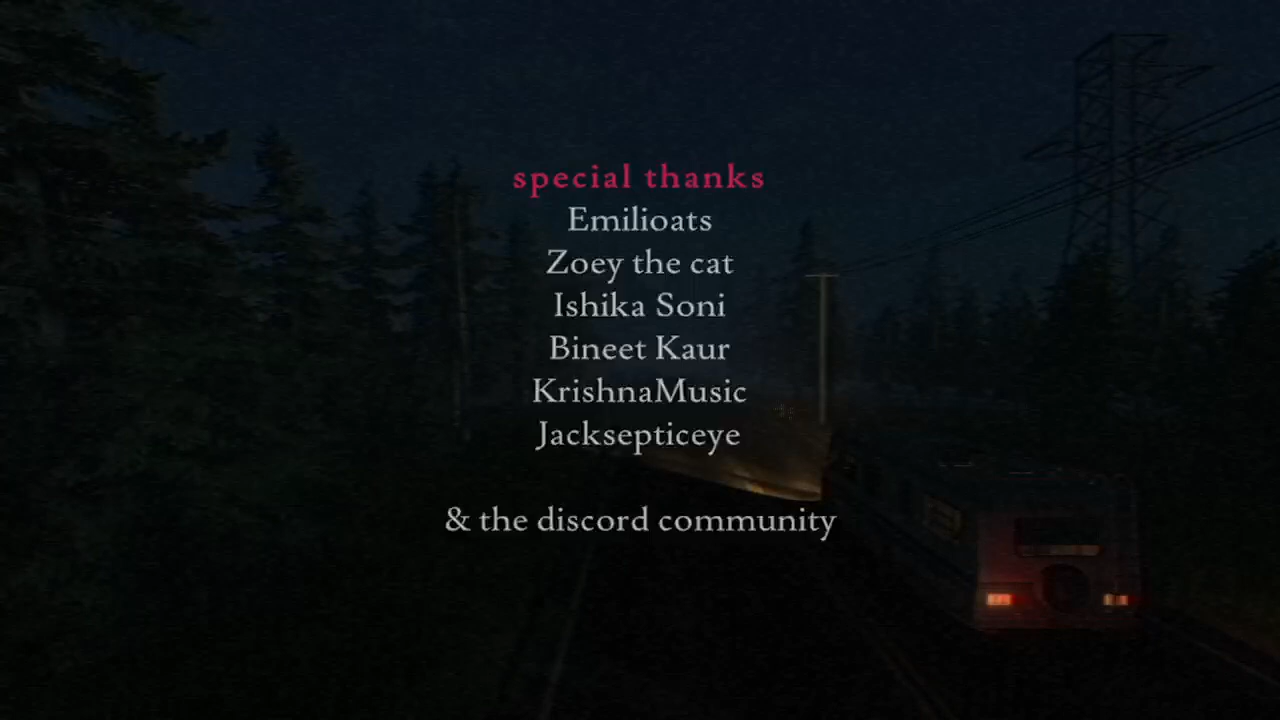 special thanks
Emilioats
Zoey the cat
Ishika Soni
Bineet Kaur
KrishnaMusic
Jacksepticeye
& the discord community